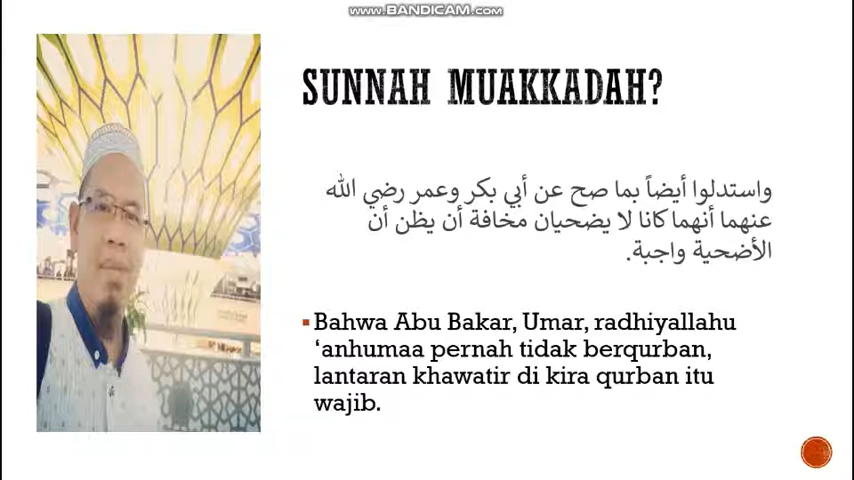 www.BANDICAM.com
SUNNAH MUAKKADAH?
واستدلوا أيضاً بما صح عن أبي بكر وعمر رضي الله
عنهما أنهما كانا لا يضحيان مخافة أن يظن أن
الأضحية واجبة.
Bahwa Abu Bakar, Umar, radhiyallahu
‘anhumaa pernah tidak berqurban,
lantaran khawatir di kira qurban itu
wajib.